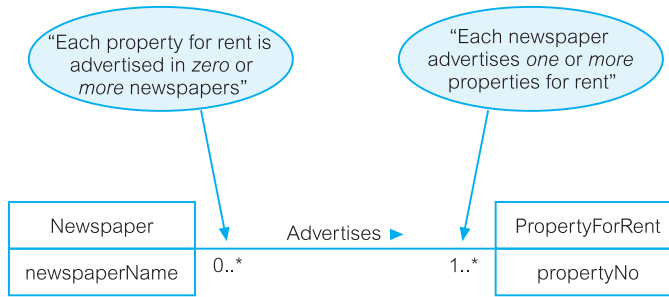 “Each property for rent is
advertised in zero or
more newspapers”
“Each newspaper
advertises one or more
properties for rent”
Newspaper
newspaperName
Advertises ►
0..*
1..*
PropertyForRent
propertyNo